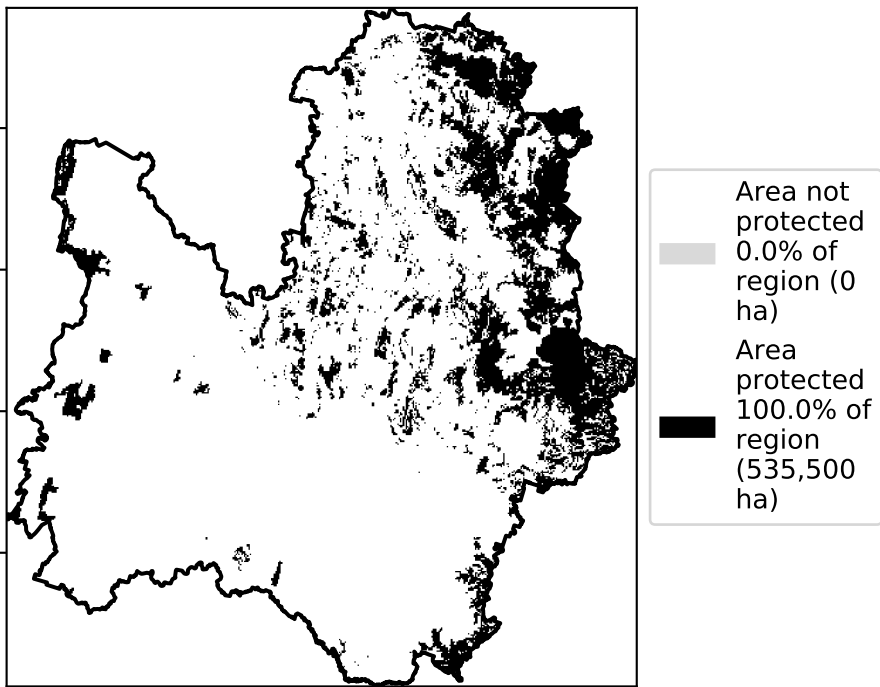 Area not
protected
0.0% of
region (0
ha)
Area
protected
100.0% of
region
(535,500
ha)